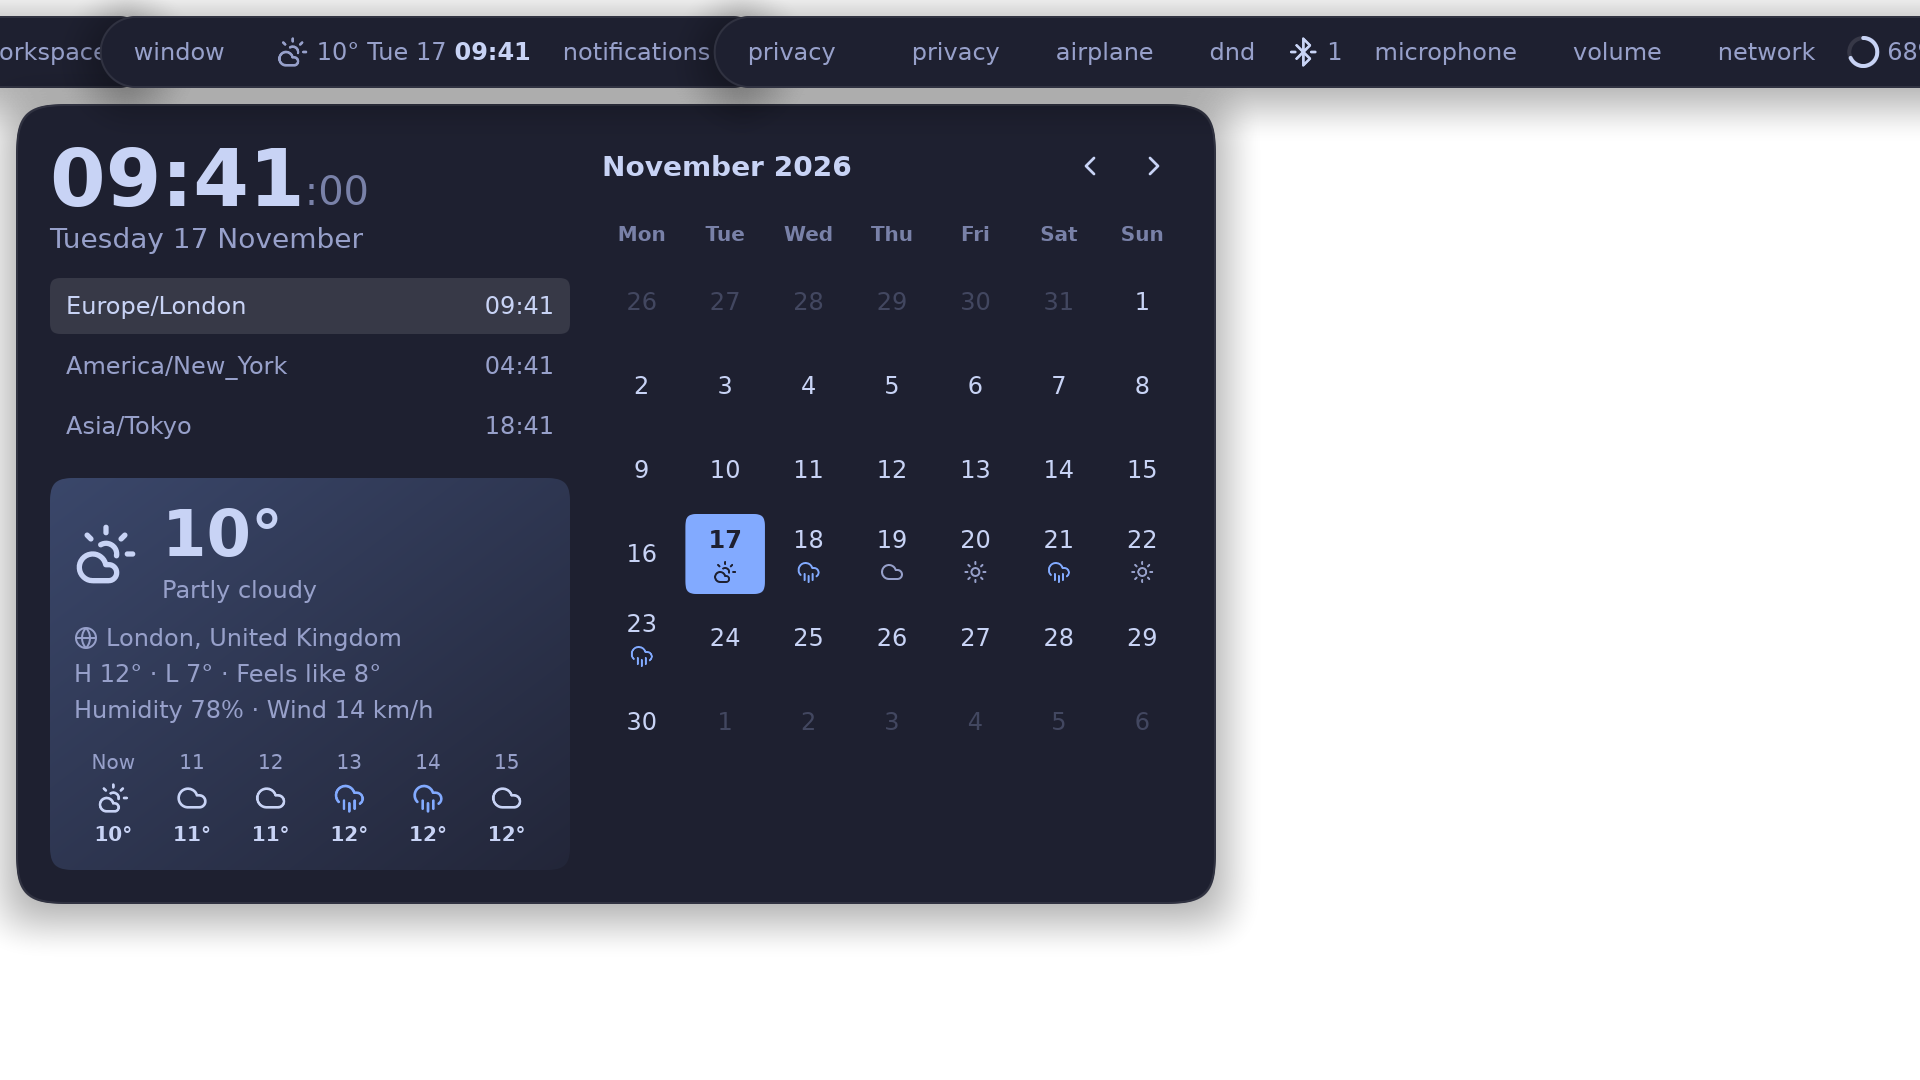 orkspace window 10° Tue 17 09:41 notifications privacy privacy airplane dnd 1 microphone volume network 68
09:41:00
Tuesday 17 November
Europe/London 09:41
America/New_York 04:41
Asia/Tokyo 18:41
10°
Partly cloudy
London, United Kingdom
H 12° · L 7° · Feels like 8°
Humidity 78% · Wind 14 km/h
Now 11 12 13 14 15
10° 11° 11° 12° 12° 12°
November 2026
Mon Tue Wed Thu Fri Sat Sun
26 27 28 29 30 31 1
2 3 4 5 6 7 8
9 10 11 12 13 14 15
16 17 18 19 20 21 22
23 24 25 26 27 28 29
30 1 2 3 4 5 6